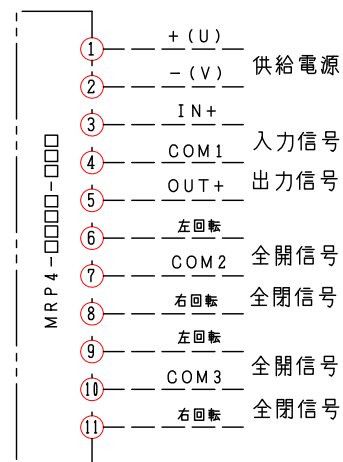 ① +(U)
供給電源
② -(V)
③ IN+
入力信号
④ COM1
出力信号
⑤ OUT+
⑥ 左回転
全開信号
⑦ COM2
全閉信号
⑧ 右回転
⑨ 左回転
全開信号
⑩ COM3
全閉信号
⑪ 右回転
MRP4-□□□□-□□□